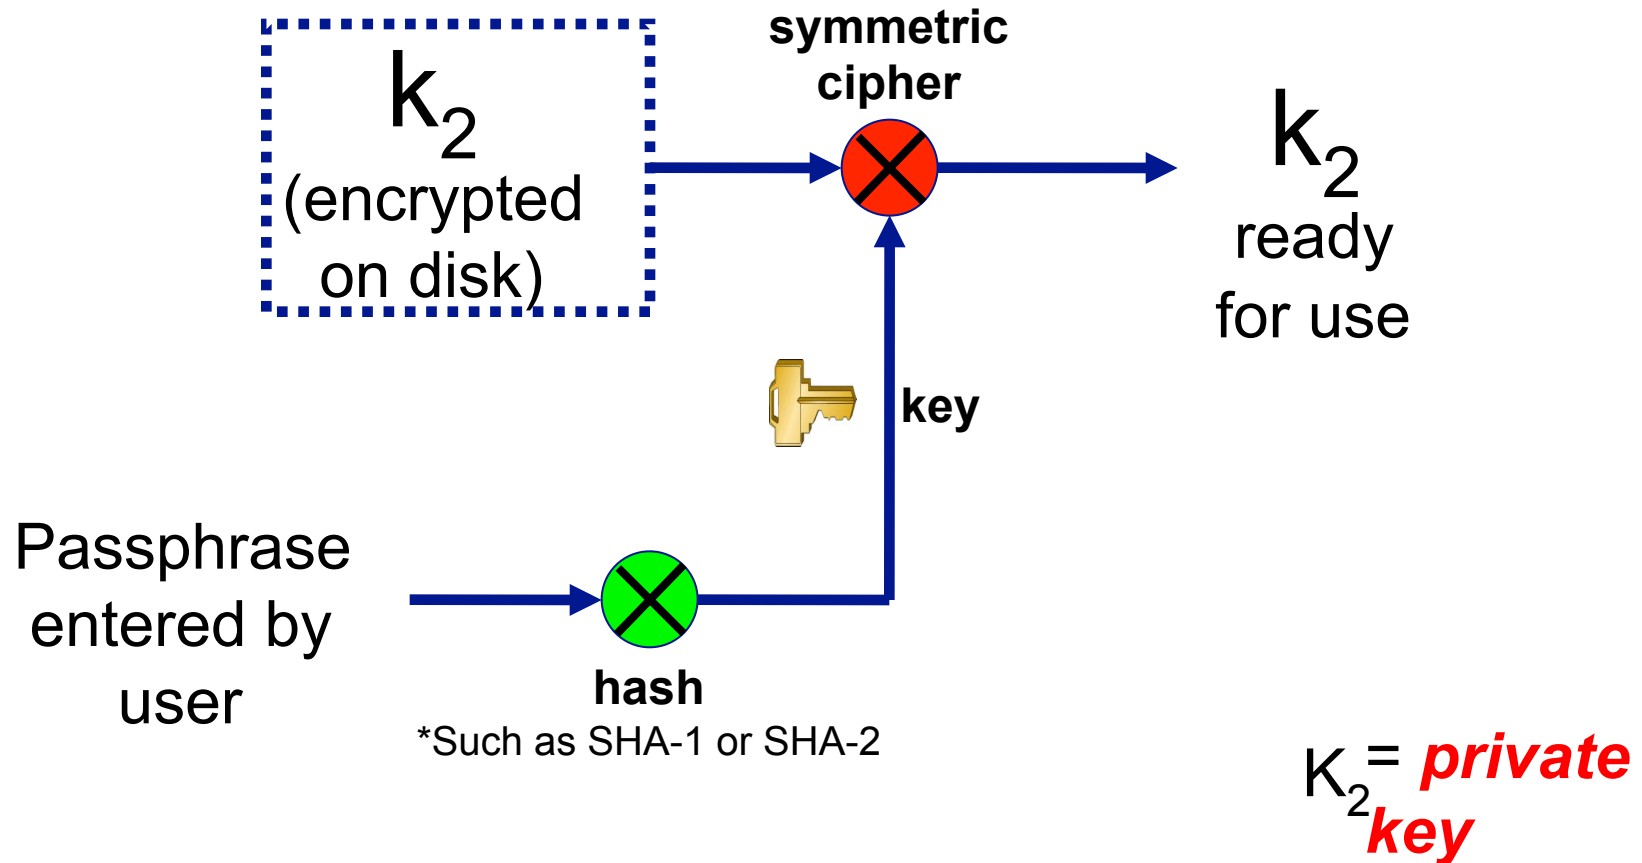 symmetric
cipher
k₂
(encrypted
on disk)
k₂
ready
for use
key
Passphrase
entered by
user
hash
*Such as SHA-1 or SHA-2
K₂= private
key